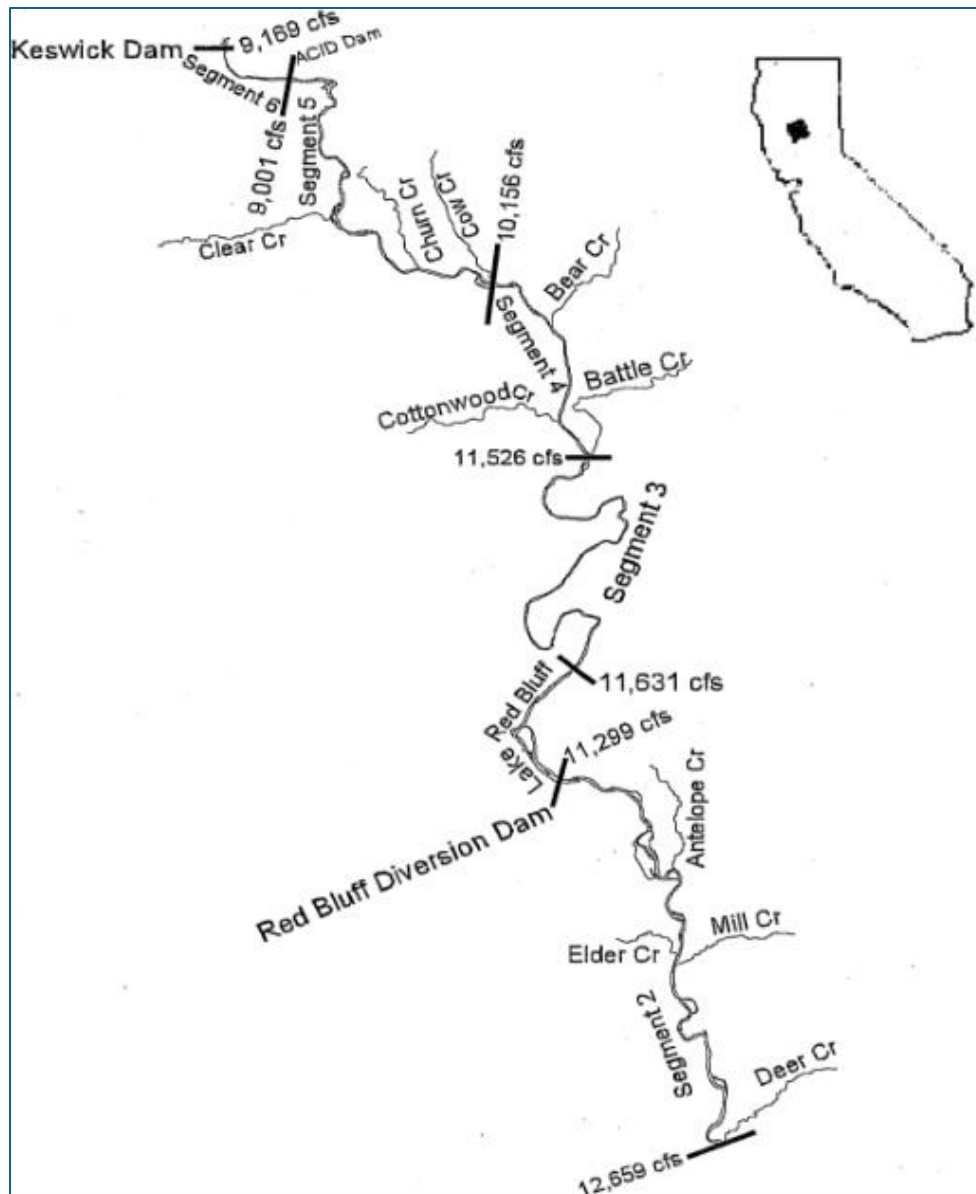 Keswick Dam
9,169 cfs
ACID Dam
Segment 6
9,001 cfs
Segment 5
Clear Cr
Churn Cr
Cow Cr
10,156 cfs
Segment 4
Bear Cr
Battle Cr
Cottonwood Cr
11,526 cfs
Segment 3
11,631 cfs
Lake Red Bluff
11,299 cfs
Red Bluff Diversion Dam
Antelope Cr
Elder Cr
Mill Cr
Segment 2
Deer Cr
12,659 cfs